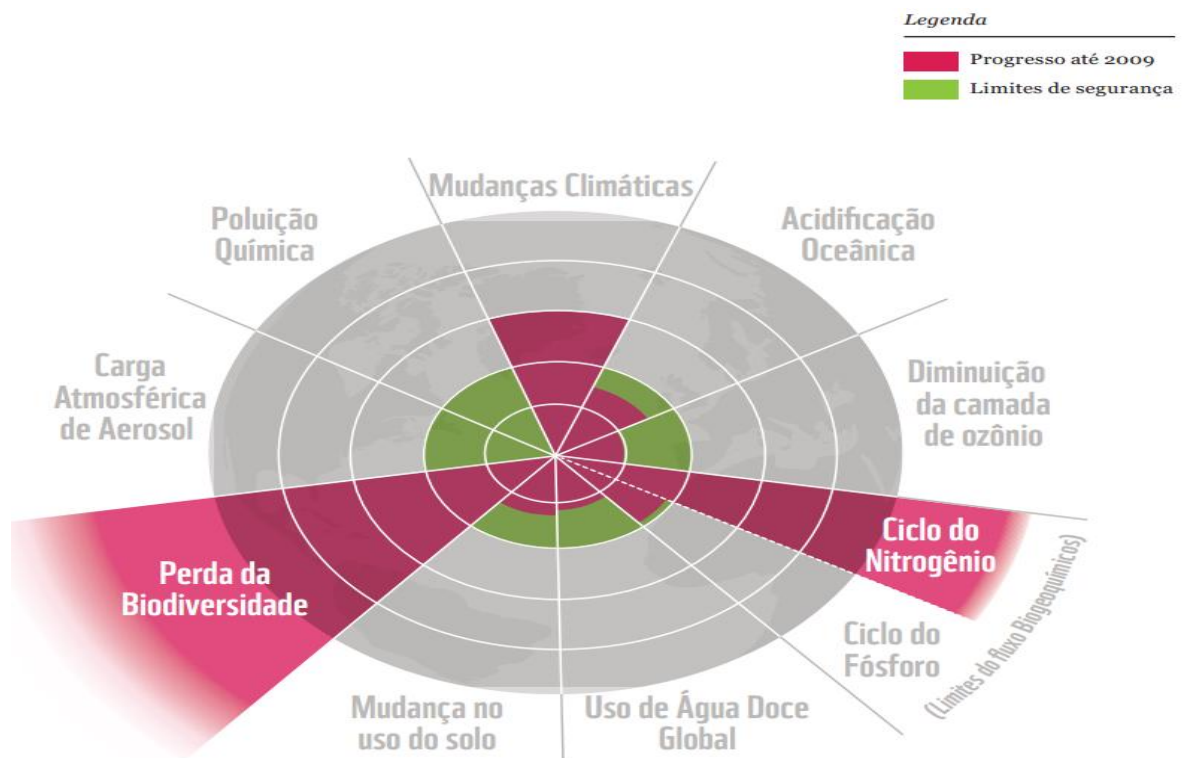 Legenda
Progresso até 2009
Limites de segurança
Mudanças Climáticas
Poluição
Química
Acidificação
Oceânica
Carga
Atmosférica
de Aerosol
Diminuição
da camada
de ozônio
Perda da
Biodiversidade
Ciclo do
Nitrogênio
Ciclo do
Fósforo
(Limites do fluxo Biogeoquímicos)
Mudança no
uso do solo
Uso de Água Doce
Global